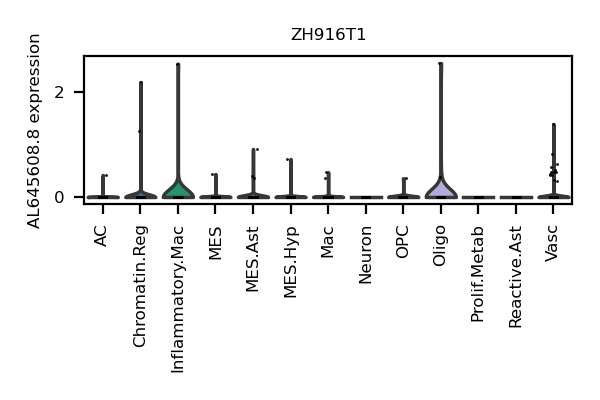 ZH916T1
AL645608.8 expression
2
0
AC
Chromatin.Reg
Inflammatory.Mac
MES
MES.Ast
MES.Hyp
Mac
Neuron
OPC
Oligo
Prolif.Metab
Reactive.Ast
Vasc